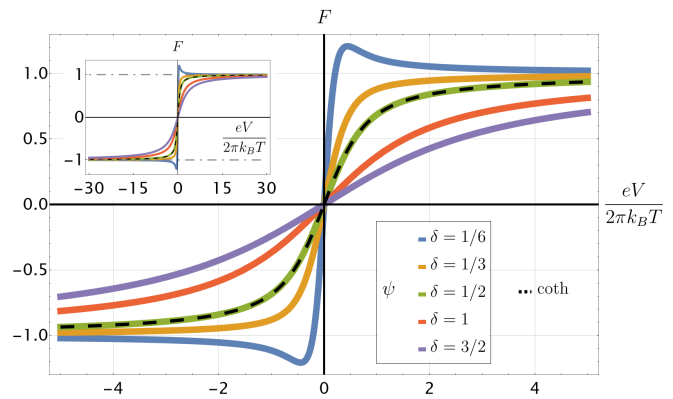 F
1.0
0.5
0.0
−0.5
−1.0
−4
−2
0
2
4
eV
2πk_BT
F
1
0
−1
−30
−15
0
15
30
eV
2πk_BT
ψ
δ = 1/6
δ = 1/3
δ = 1/2
δ = 1
δ = 3/2
coth